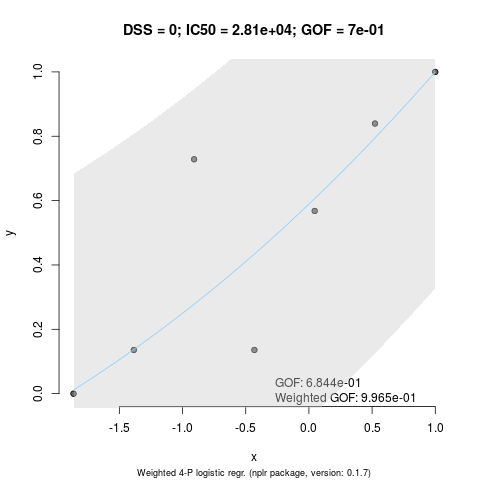 DSS = 0; IC50 = 2.81e+04; GOF = 7e-01
1.0
0.8
0.6
0.4
0.2
0.0
y
GOF: 6.844e-01
Weighted GOF: 9.965e-01
-1.5 -1.0 -0.5 0.0 0.5 1.0
x
Weighted 4-P logistic regr. (nplr package, version: 0.1.7)